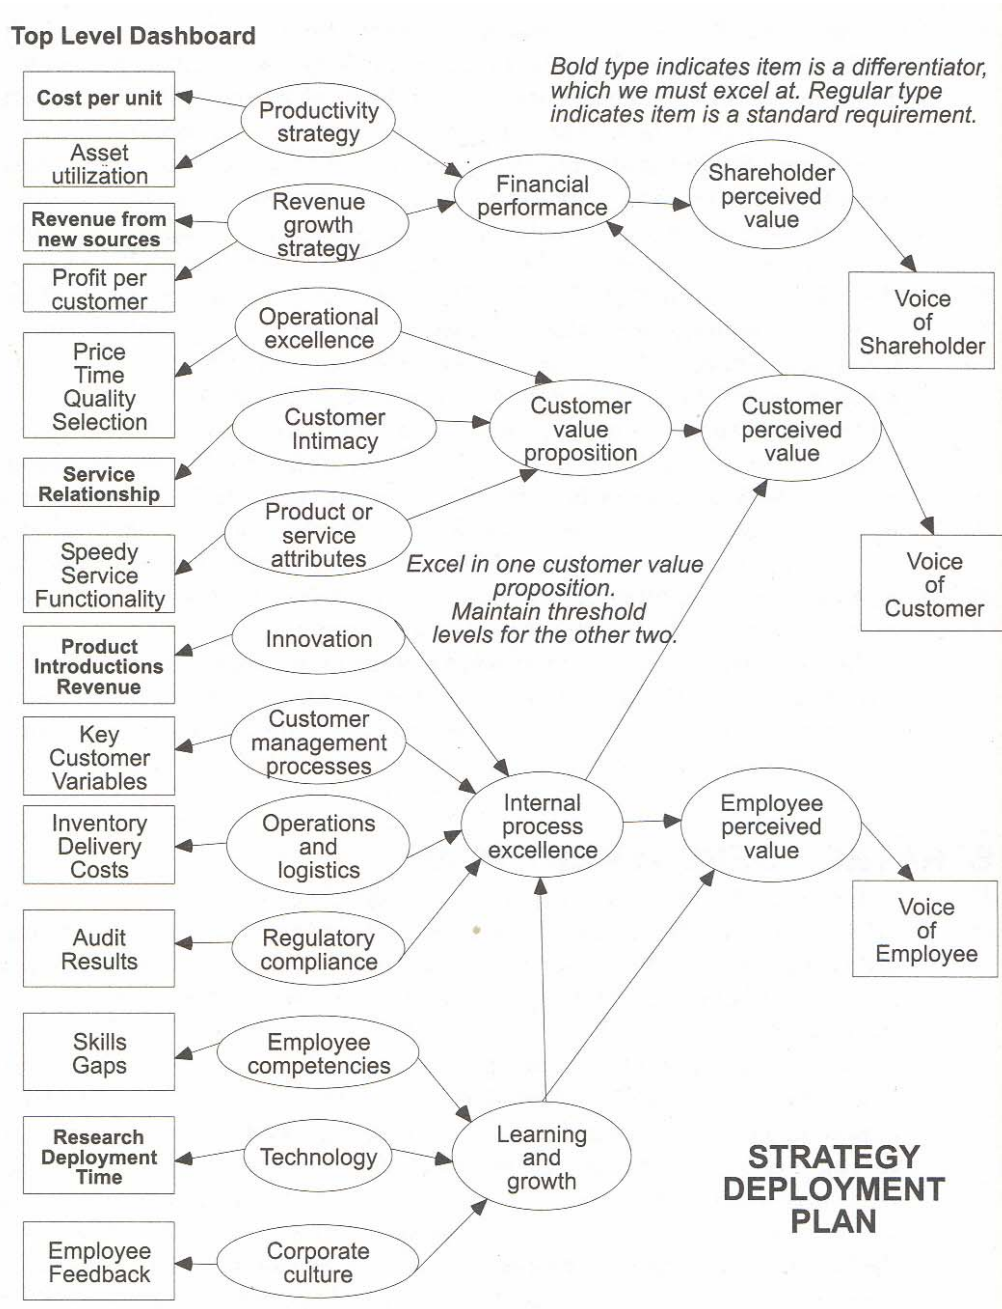 Top Level Dashboard
Bold type indicates item is a differentiator,
which we must excel at. Regular type
indicates item is a standard requirement.
Cost per unit
Asset
utilization
Revenue from
new sources
Profit per
customer
Price
Time
Quality
Selection
Service
Relationship
Speedy
Service
Functionality
Product
Introductions
Revenue
Key
Customer
Variables
Inventory
Delivery
Costs
Audit
Results
Skills
Gaps
Research
Deployment
Time
Employee
Feedback
Productivity
strategy
Revenue
growth
strategy
Operational
excellence
Customer
Intimacy
Product or
service
attributes
Innovation
Customer
management
processes
Operations
and
logistics
Regulatory
compliance
Employee
competencies
Technology
Corporate
culture
Financial
performance
Customer
value
proposition
Excel in one customer value
proposition.
Maintain threshold
levels for the other two.
Internal
process
excellence
Learning
and
growth
Shareholder
perceived
value
Customer
perceived
value
Employee
perceived
value
Voice
of
Shareholder
Voice
of
Customer
Voice
of
Employee
STRATEGY
DEPLOYMENT
PLAN